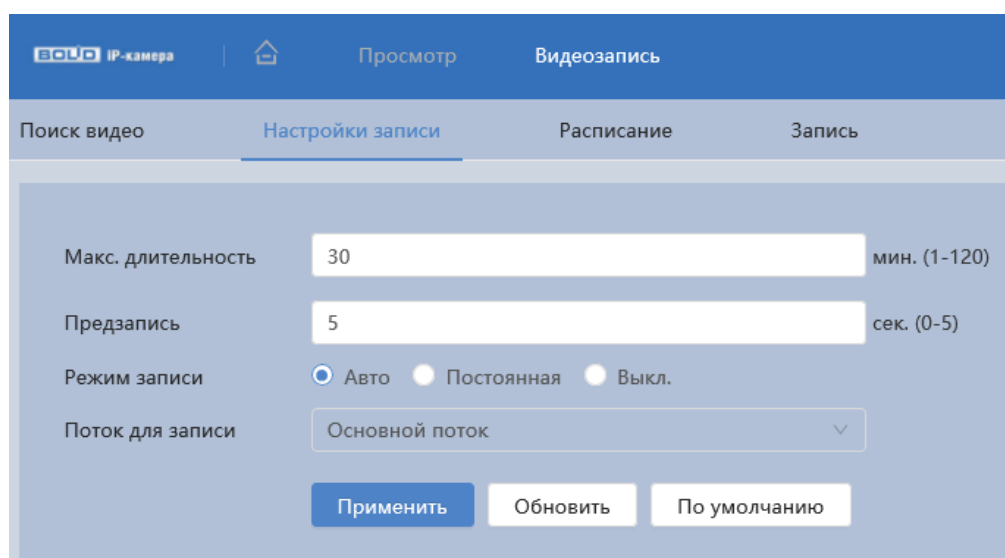 BOLID IP-камера Просмотр Видеозапись
Поиск видео Настройки записи Расписание Запись
Макс. длительность 30 мин. (1-120)
Предзапись 5 сек. (0-5)
Режим записи Авто Постоянная Выкл.
Поток для записи Основной поток
Применить Обновить По умолчанию